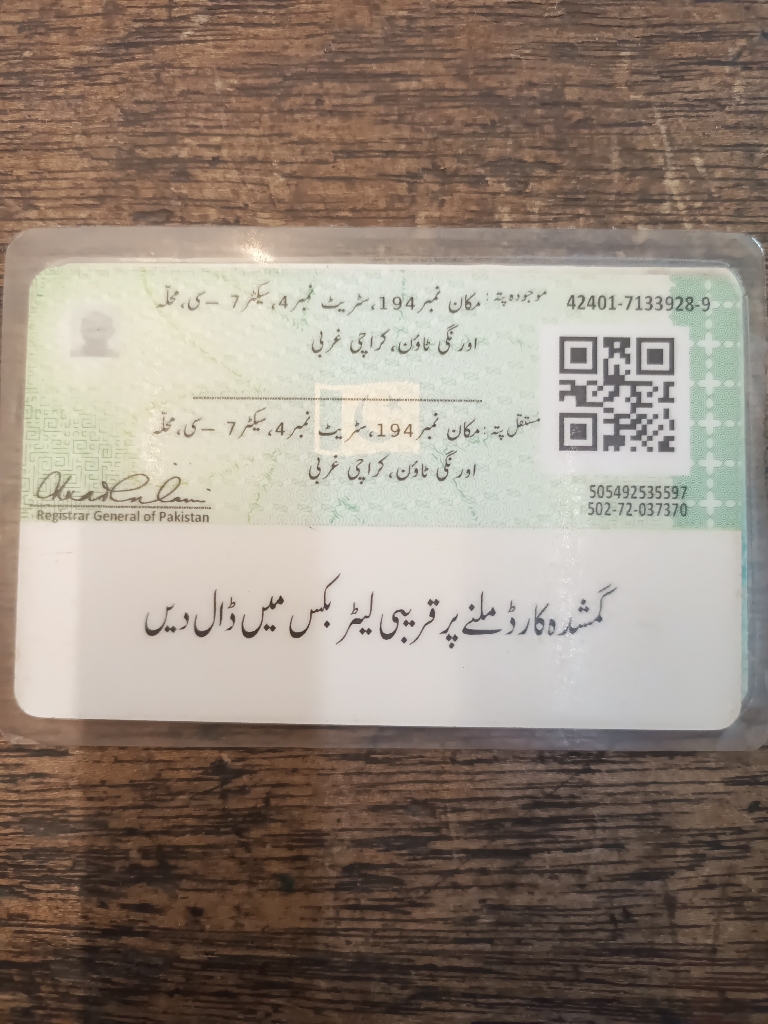 42401-7133928-9
موجودہ پتہ: مکان نمبر 194، سٹریٹ نمبر 4، سیکٹر 7 – سی، محلّہ
اورنگی ٹاؤن، کراچی غربی
مستقل پتہ: مکان نمبر 194، سٹریٹ نمبر 4، سیکٹر 7 – سی، محلّہ
اورنگی ٹاؤن، کراچی غربی
505492535597
502-72-037370
Registrar General of Pakistan
گمشدہ کارڈ ملنے پر قریبی لیٹر بکس میں ڈال دیں